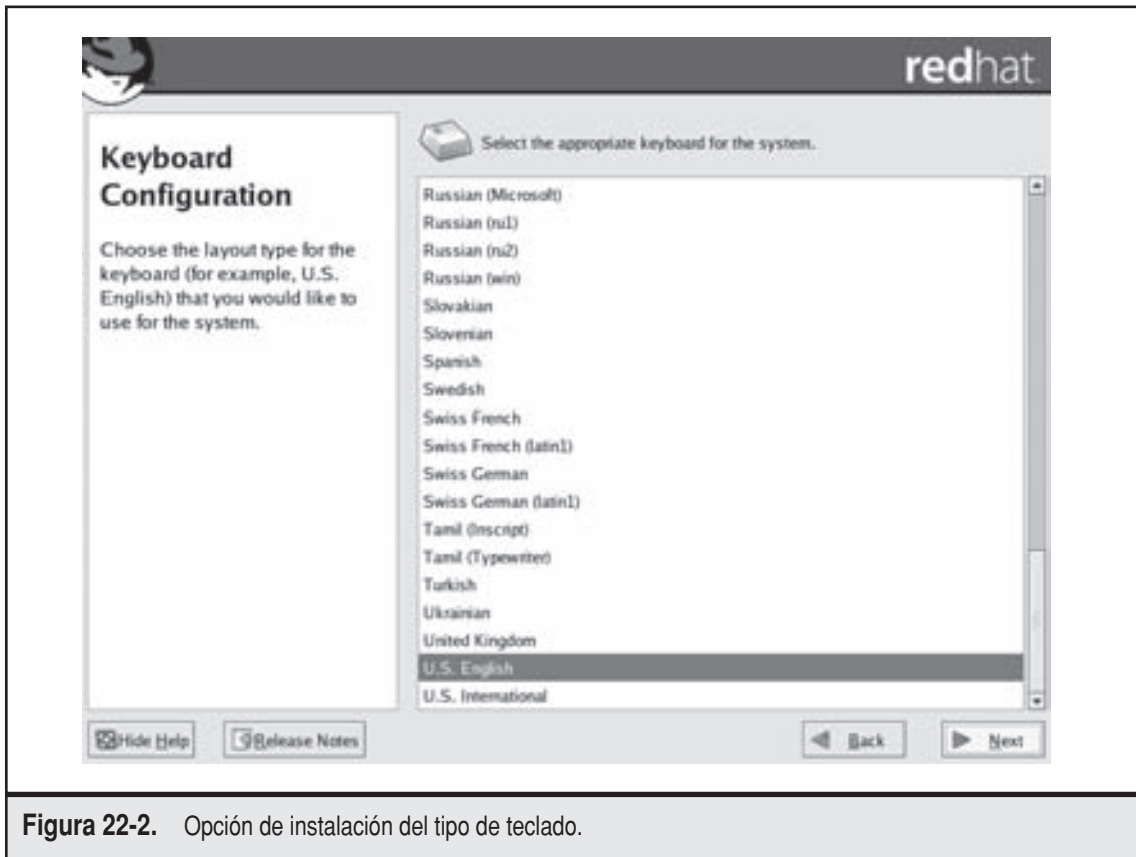 redhat
Keyboard
Configuration
Choose the layout type for the
keyboard (for example, U.S.
English) that you would like to
use for the system.
Select the appropriate keyboard for the system.
Russian (Microsoft)
Russian (ru1)
Russian (ru2)
Russian (win)
Slovakian
Slovenian
Spanish
Swedish
Swiss French
Swiss French (latin1)
Swiss German
Swiss German (latin1)
Tamil (Inscript)
Tamil (Typewriter)
Turkish
Ukrainian
United Kingdom
U.S. English
U.S. International
Hide Help
Release Notes
Back
Next
Figura 22-2. Opción de instalación del tipo de teclado.